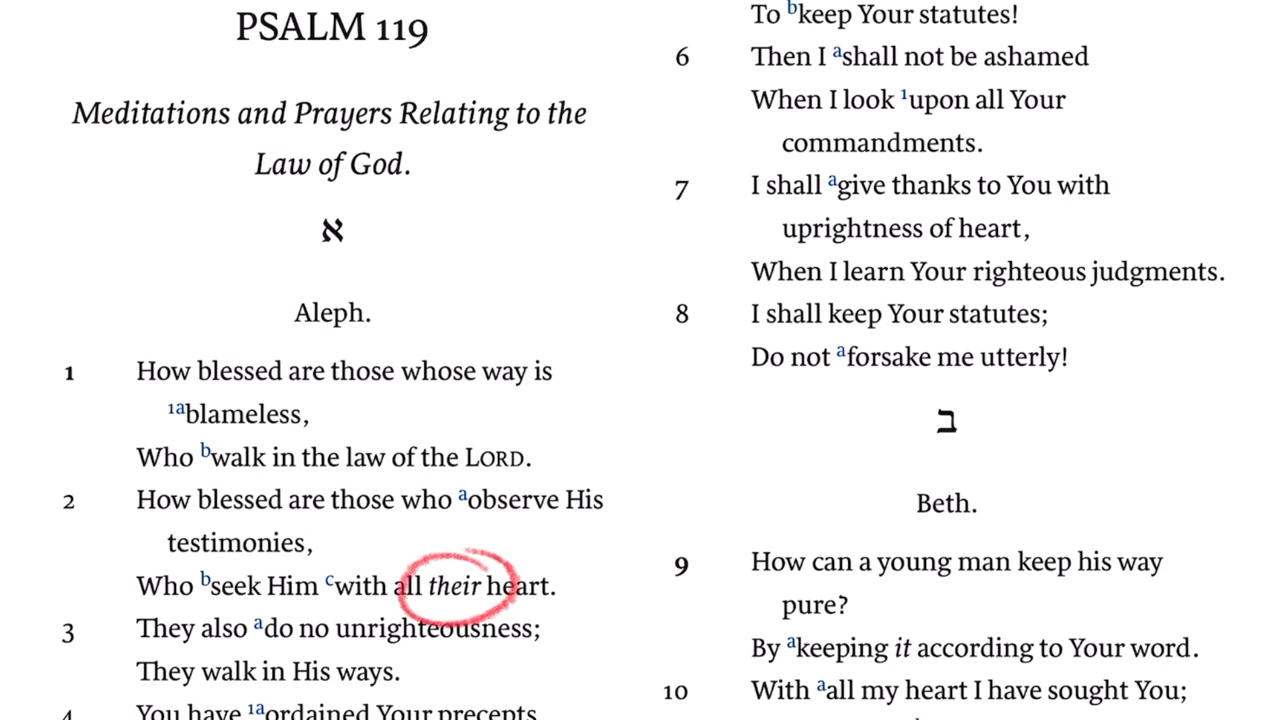 PSALM 119
Meditations and Prayers Relating to the
Law of God.
א
Aleph.
1 How blessed are those whose way is
1ablameless,
Who bwalk in the law of the LORD.
2 How blessed are those who aobserve His
testimonies,
Who bseek Him cwith all their heart.
3 They also ado no unrighteousness;
They walk in His ways.
4 You have 1aordained Your precepts,
To bkeep Your statutes!
6 Then I ashall not be ashamed
When I look 1upon all Your
commandments.
7 I shall agive thanks to You with
uprightness of heart,
When I learn Your righteous judgments.
8 I shall keep Your statutes;
Do not aforsake me utterly!
ב
Beth.
9 How can a young man keep his way
pure?
By akeeping it according to Your word.
10 With aall my heart I have sought You;